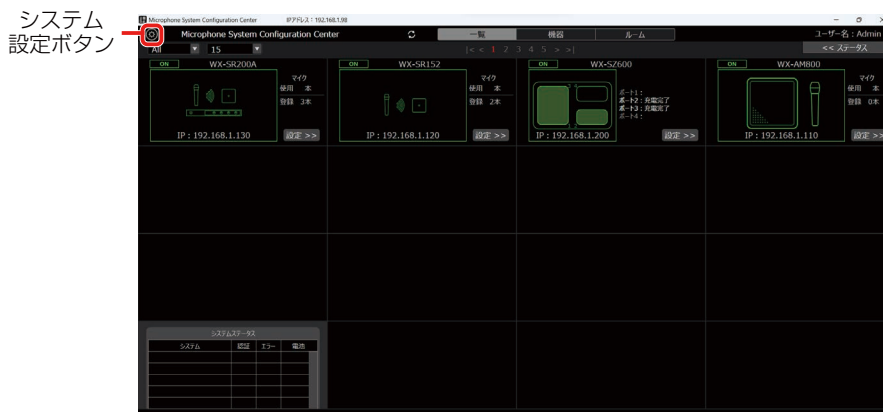 システム
設定ボタン
Microphone System Configuration Center IPアドレス：192.168.1.98
Microphone System Configuration Center 一覧 機器 ルーム ユーザー名：Admin
All 15 |< < 1 2 3 4 5 > >| << ステータス
ON WX-SR200A
マイク
使用 本
登録 3本
IP：192.168.1.130 設定 >>
ON WX-SR152
マイク
使用 本
登録 2本
IP：192.168.1.120 設定 >>
ON WX-SZ600
ポート1：
ポート2：充電完了
ポート3：充電完了
ポート4：
IP：192.168.1.200 設定 >>
ON WX-AM800
マイク
使用 本
登録 0本
IP：192.168.1.110 設定 >>
システムステータス
システム 認証 エラー 電池